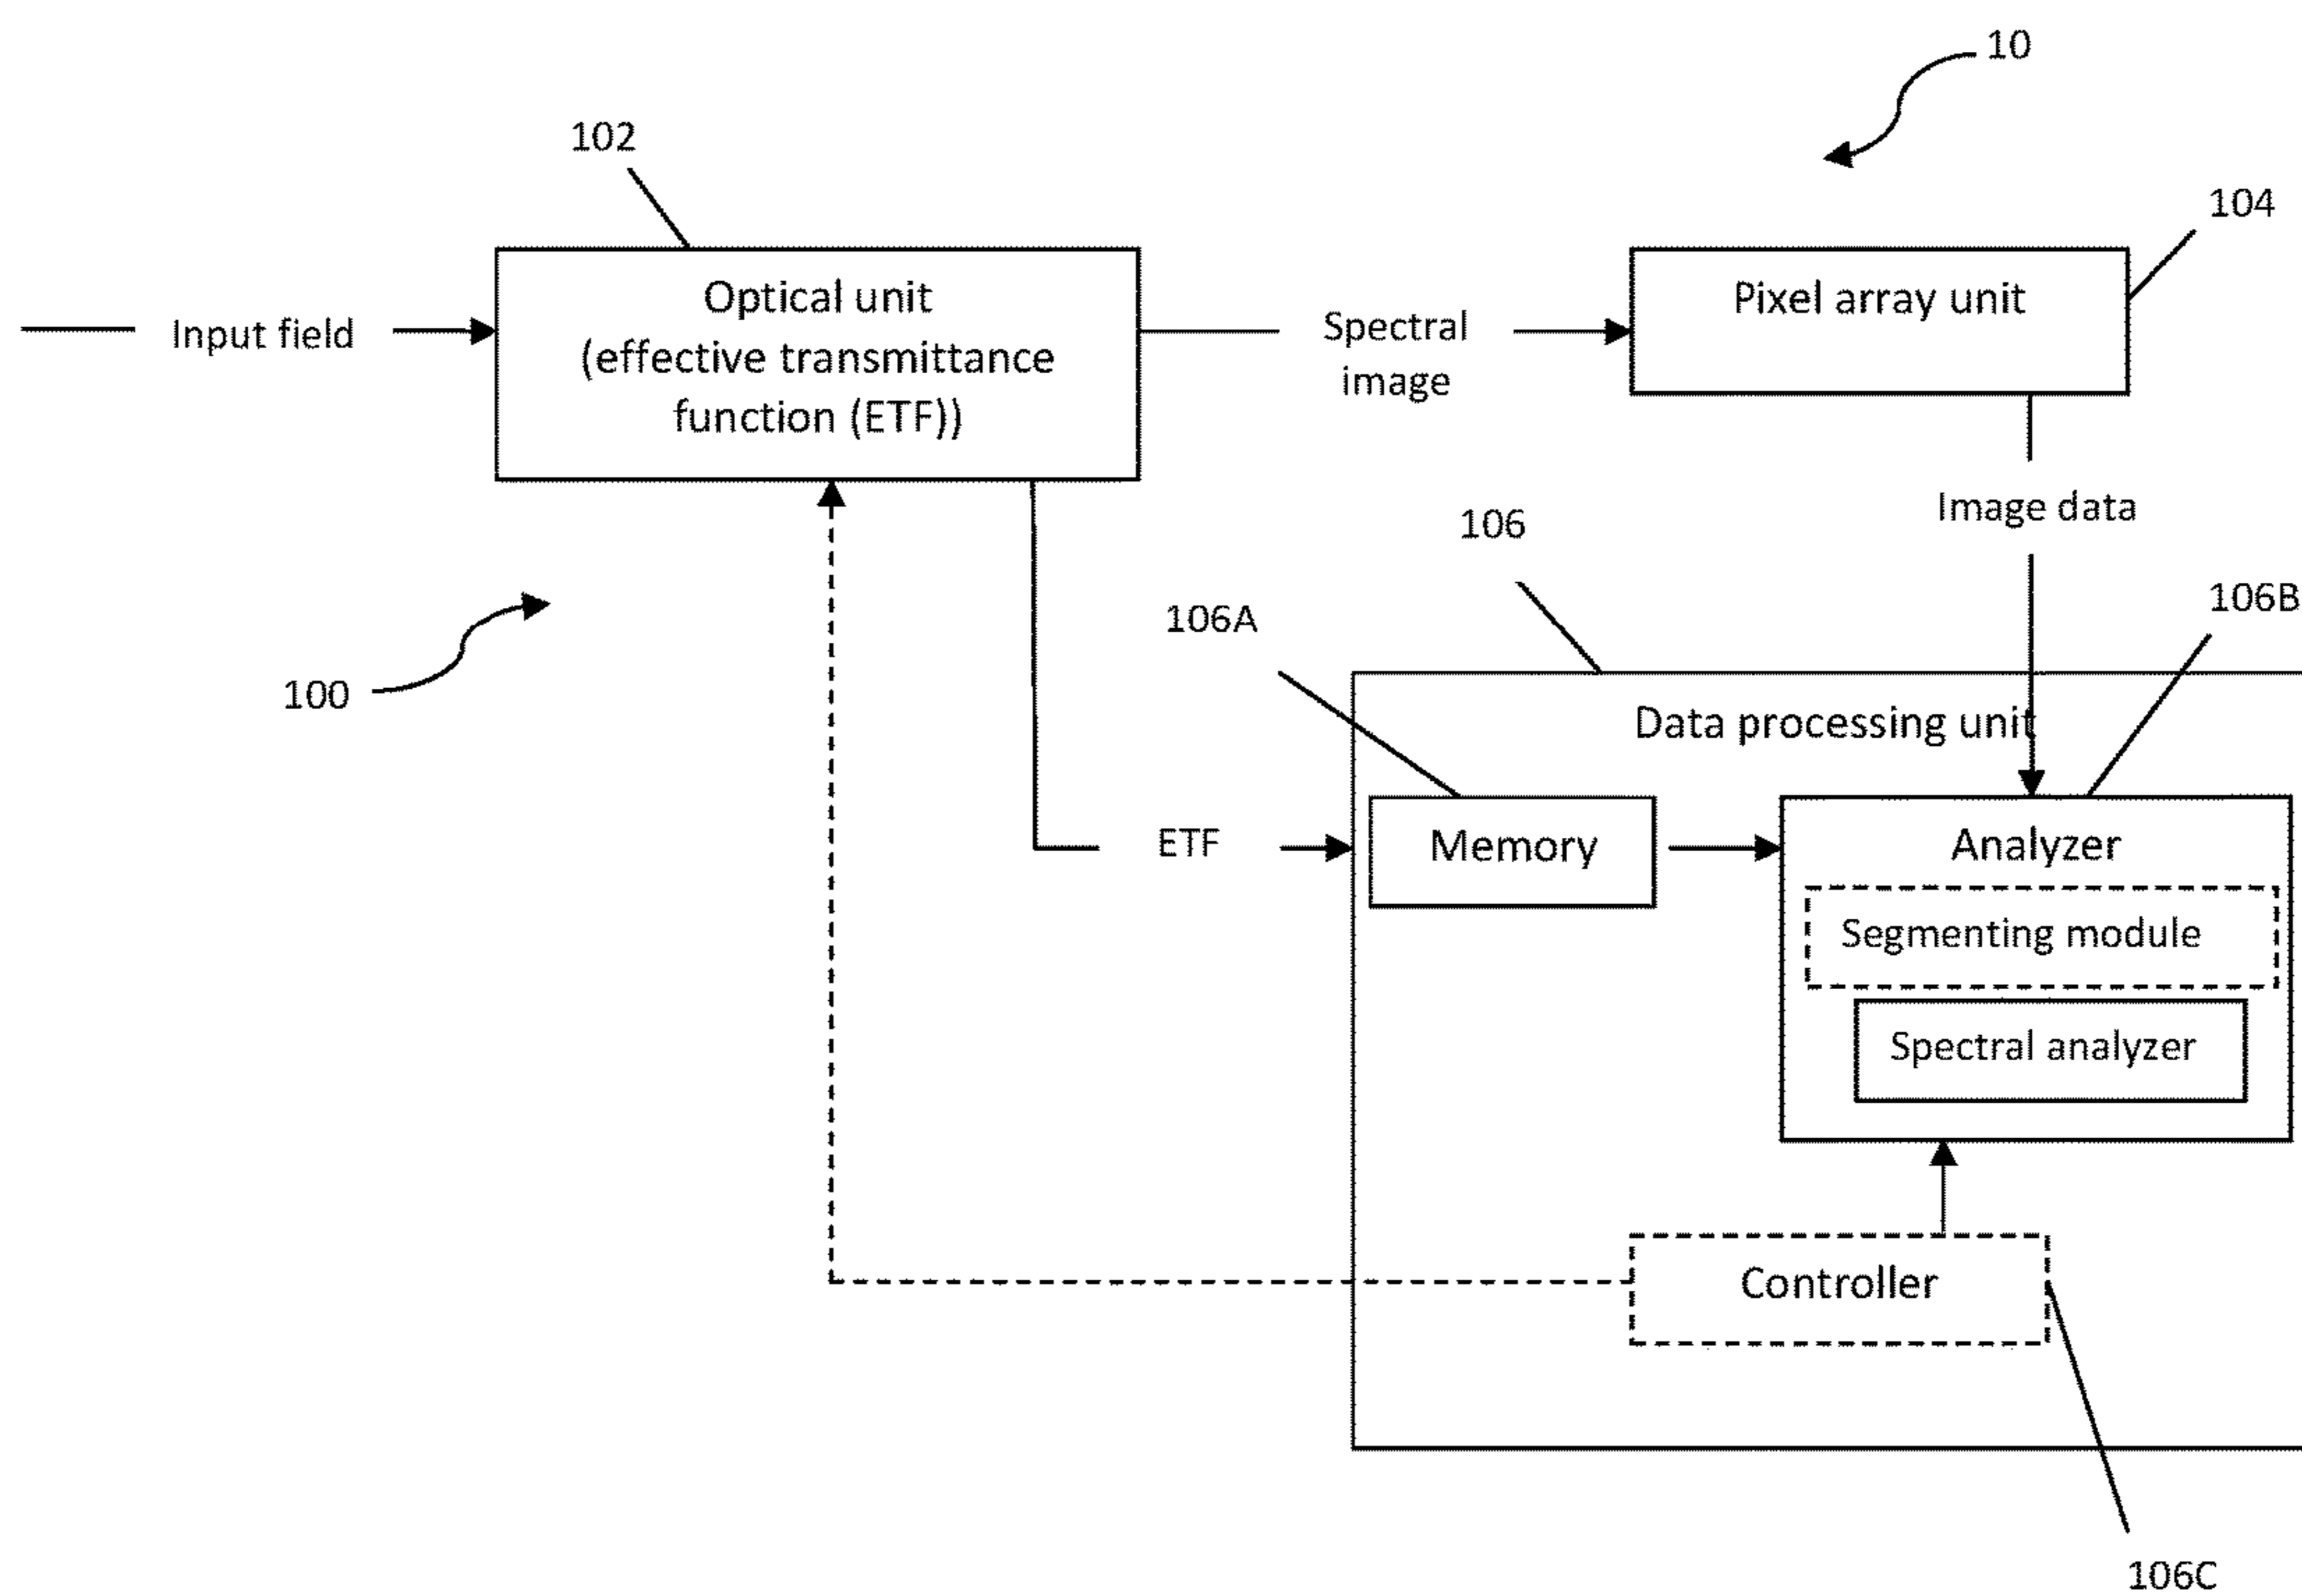 10
102
104
Optical unit
(effective transmittance
function (ETF))
Pixel array unit
Input field
Spectral
image
Image data
106
106B
106A
100
Data processing unit
ETF
Memory
Analyzer
Segmenting module
Spectral analyzer
Controller
106C